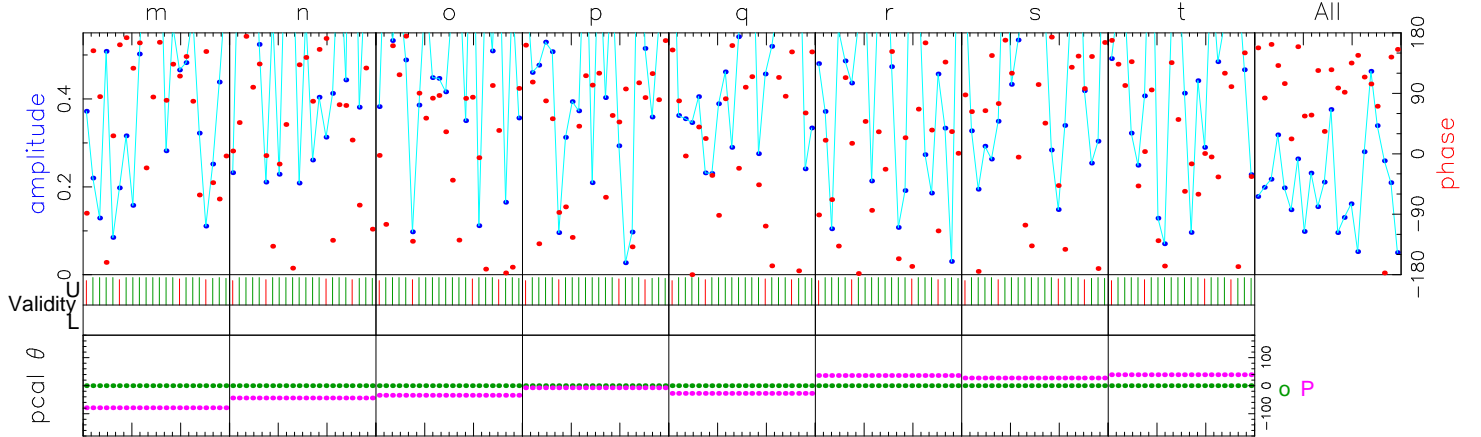 m n o p q r s t All
amplitude
0.4
0.2
0
180
90
0
−90
−180
phase
U
Validity
L
pcal θ
100
0
−100
o P